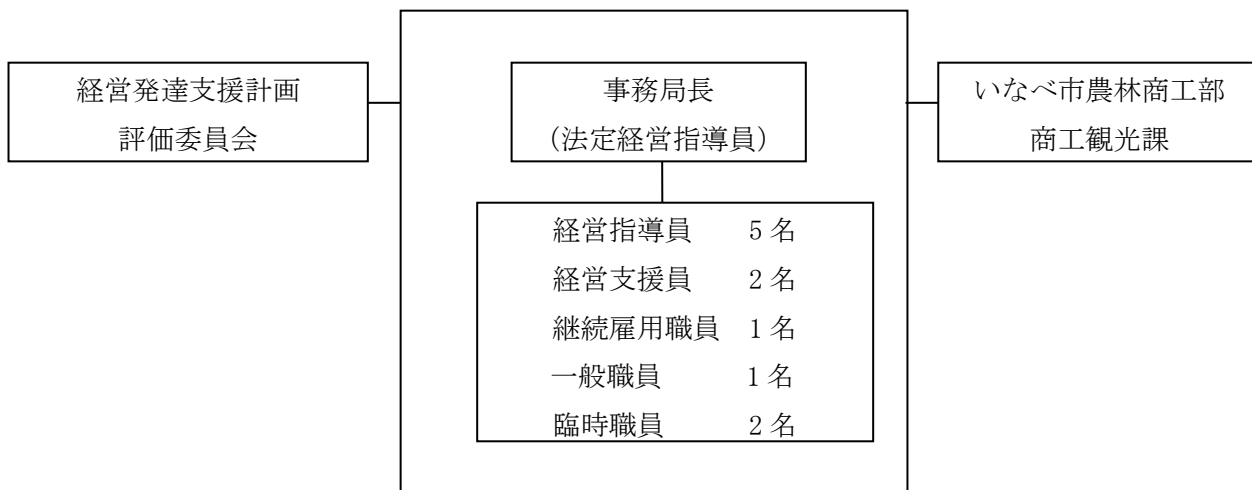 経営発達支援計画
評価委員会
事務局長
(法定経営指導員)
経営指導員 5名
経営支援員 2名
継続雇用職員 1名
一般職員 1名
臨時職員 2名
いなべ市農林商工部
商工観光課